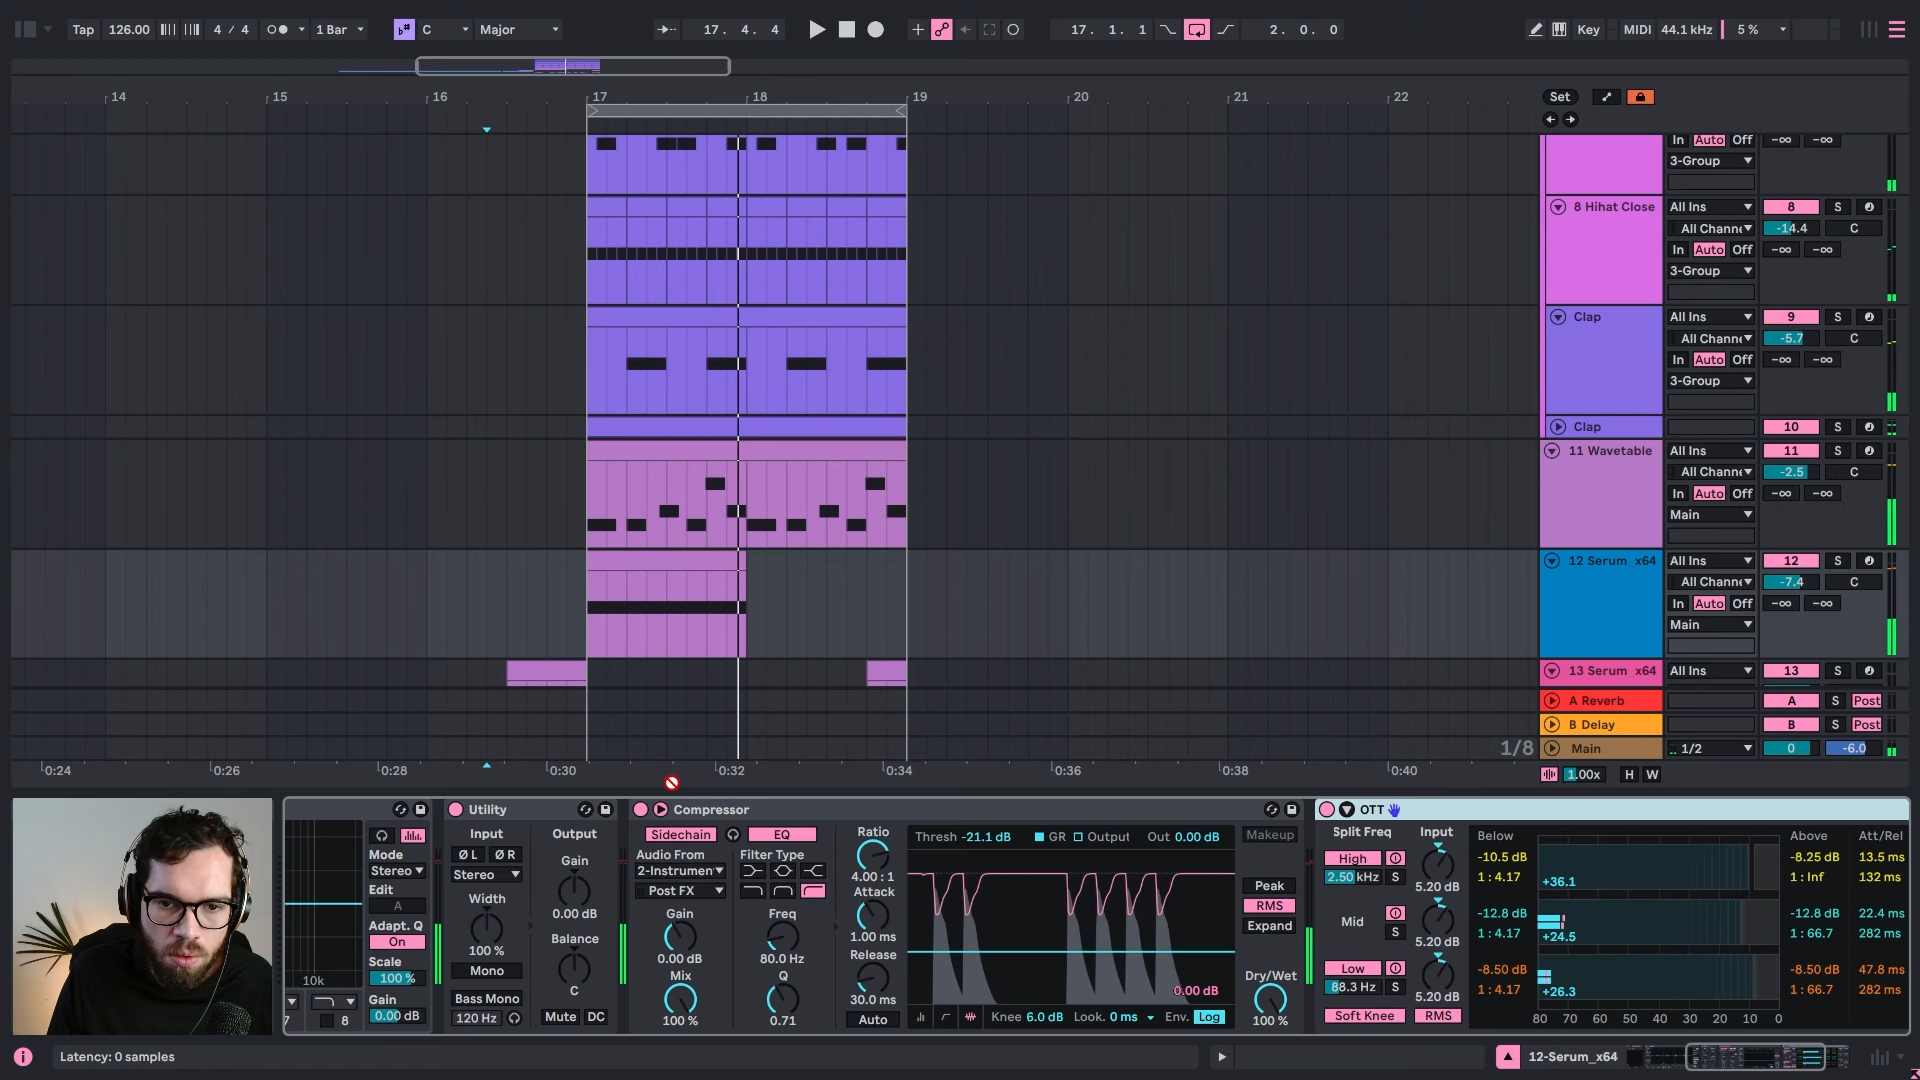 Tap 126.00 4 / 4 1 Bar C Major 17. 4. 4 17. 1. 1 2. 0. 0 Key MIDI 44.1 kHz 5 %
14 15 16 17 18 19 20 21 22 Set
In Auto Off -∞ -∞
3-Group
8 Hihat Close All Ins 8 S
All Channe -14.4 C
In Auto Off -∞ -∞
3-Group
Clap All Ins 9 S
All Channe -5.7 C
In Auto Off -∞ -∞
3-Group
Clap 10 S
11 Wavetable All Ins 11 S
All Channe -2.5 C
In Auto Off -∞ -∞
Main
12 Serum_x64 All Ins 12 S
All Channe -7.4 C
In Auto Off -∞ -∞
Main
13 Serum_x64 All Ins 13 S
A Reverb A S Post
B Delay B S Post
1/8 Main 1/2 0 -6.0
0:24 0:26 0:28 0:30 0:32 0:34 0:36 0:38 0:40 1.00x H W
Utility Compressor OTT
Mode
Stereo
Edit
A
Adapt. Q
On
Scale
100 %
Gain
0.00 dB
10k
8
Input Output
Ø L Ø R
Stereo
Gain
0.00 dB
Width
100 %
Balance
C
Mono
Bass Mono
120 Hz
Mute DC
Sidechain EQ
Audio From Filter Type
2-Instrumen
Post FX
Gain Freq
0.00 dB 80.0 Hz
Mix Q
100 % 0.71
Ratio
4.00 : 1
Attack
1.00 ms
Release
30.0 ms
Auto
Thresh -21.1 dB GR Output Out 0.00 dB
0.00 dB
Knee 6.0 dB Look. 0 ms Env. Log
Makeup
Peak
RMS
Expand
Dry/Wet
100 %
Split Freq Input
High
2.50 kHz S 5.20 dB
Mid
S 5.20 dB
Low
88.3 Hz S 5.20 dB
Soft Knee RMS
Below Above Att/Rel
-10.5 dB -8.25 dB 13.5 ms
1 : 4.17 +36.1 1 : Inf 132 ms
-12.8 dB -12.8 dB 22.4 ms
1 : 4.17 +24.5 1 : 66.7 282 ms
-8.50 dB -8.50 dB 47.8 ms
1 : 4.17 +26.3 1 : 66.7 282 ms
80 70 60 50 40 30 20 10 0
Latency: 0 samples 12-Serum_x64